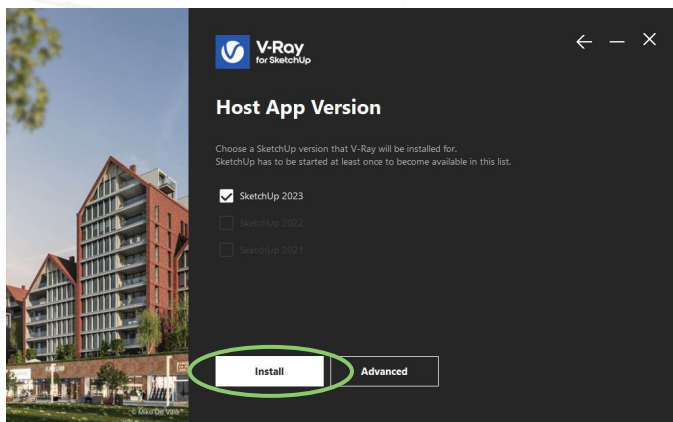 V-Ray
for SketchUp
Host App Version
Choose a SketchUp version that V-Ray will be installed for.
SketchUp has to be started at least once to become available in this list.
SketchUp 2023
SketchUp 2022
SketchUp 2021
Install
Advanced